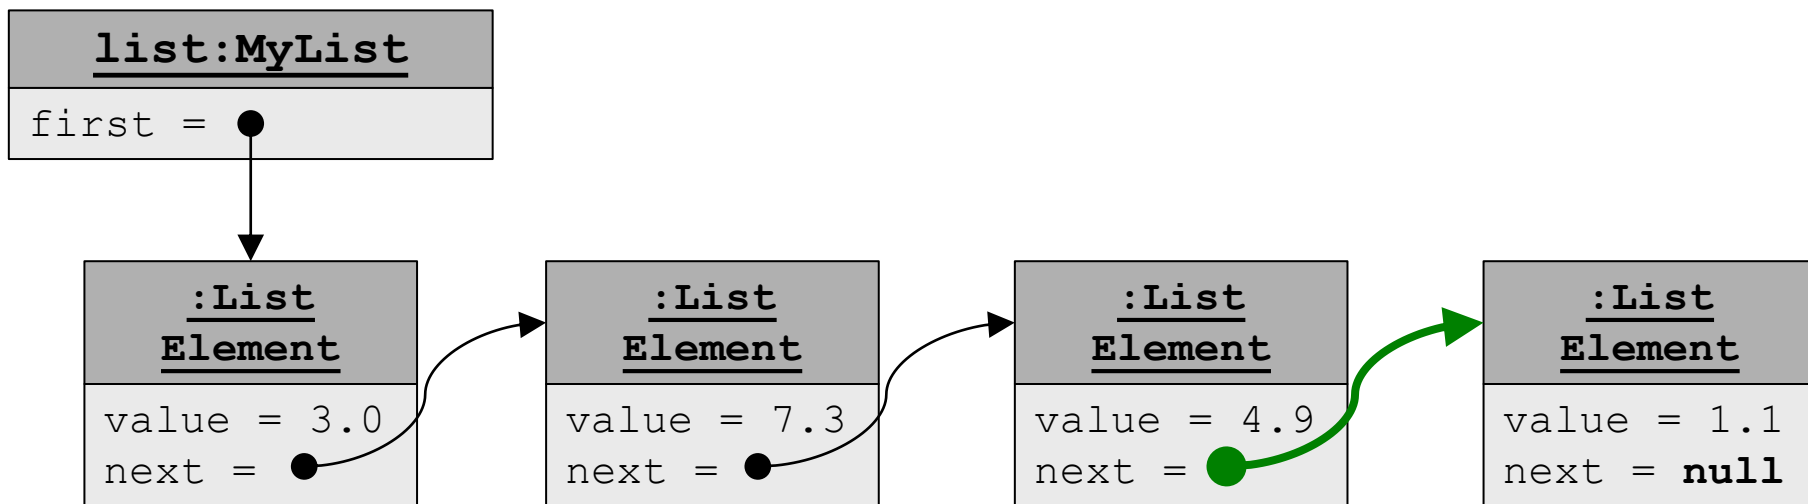 list:MyList
first =
:List
Element
value = 3.0
next =
:List
Element
value = 7.3
next =
:List
Element
value = 4.9
next =
:List
Element
value = 1.1
next = null